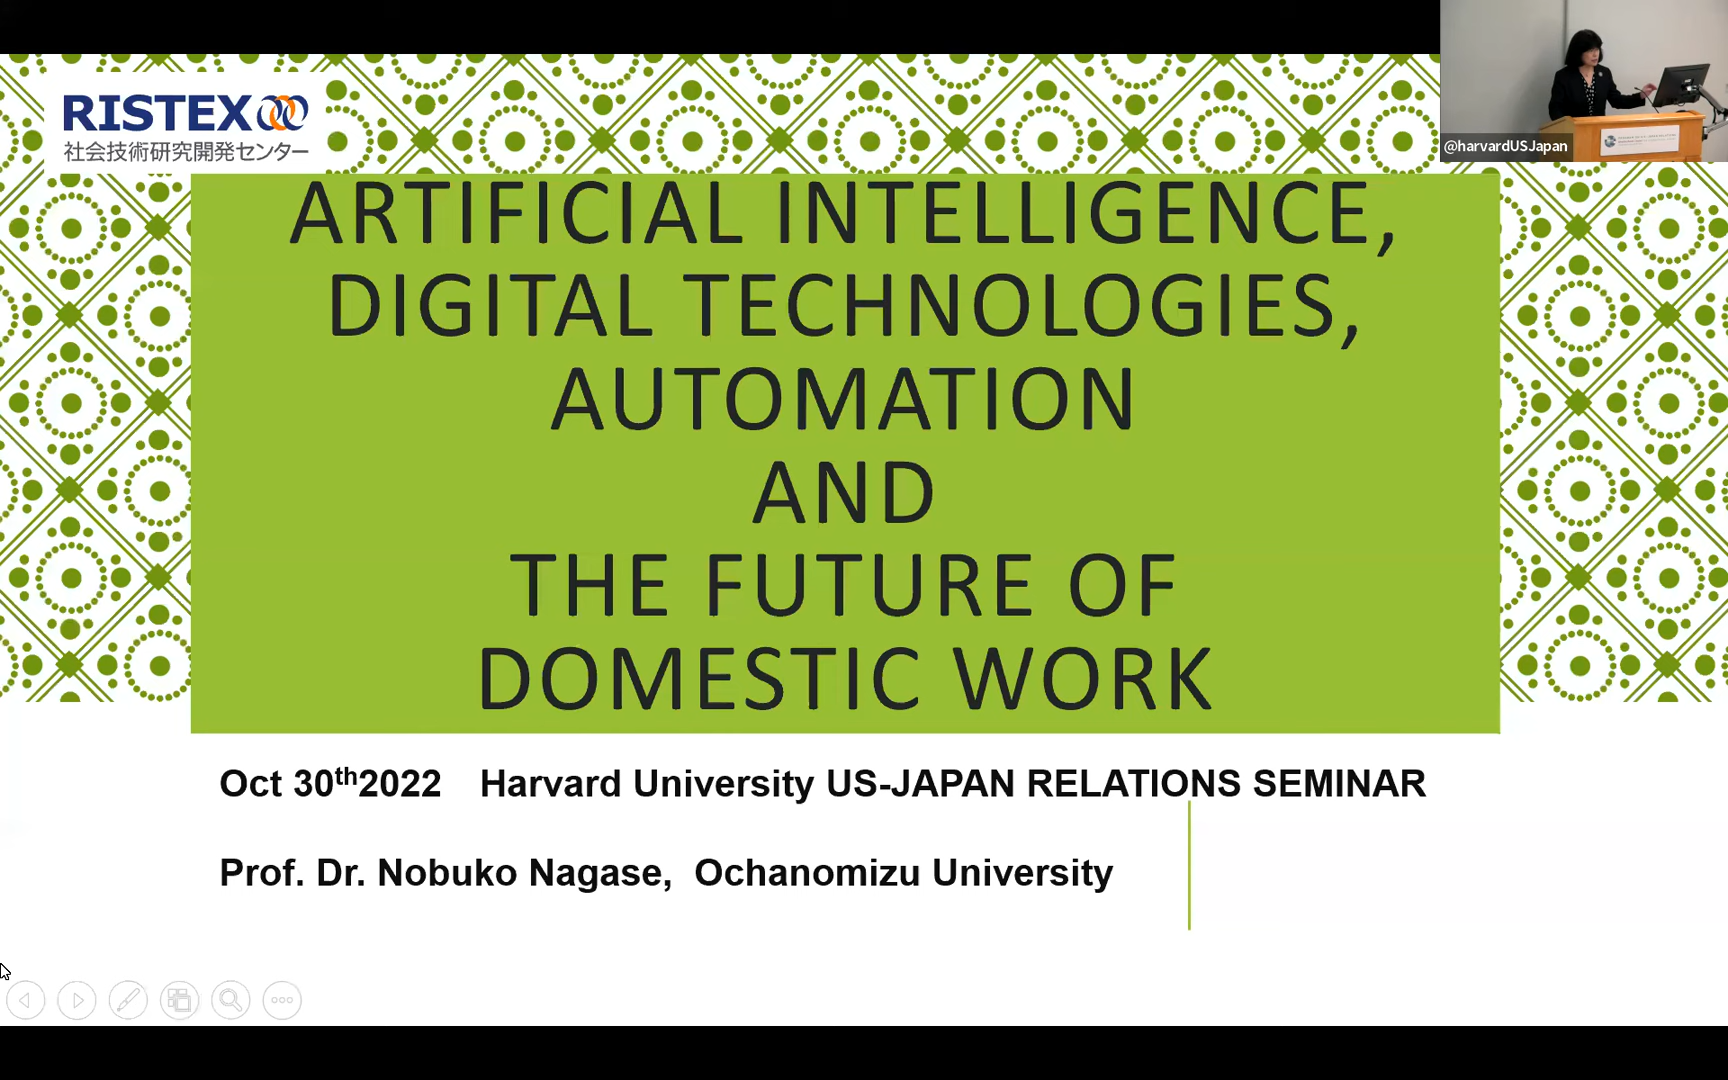 RISTEX
社会技術研究開発センター
@harvardUSJapan
ARTIFICIAL INTELLIGENCE,
DIGITAL TECHNOLOGIES,
AUTOMATION
AND
THE FUTURE OF
DOMESTIC WORK
Oct 30th2022 Harvard University US-JAPAN RELATIONS SEMINAR
Prof. Dr. Nobuko Nagase, Ochanomizu University